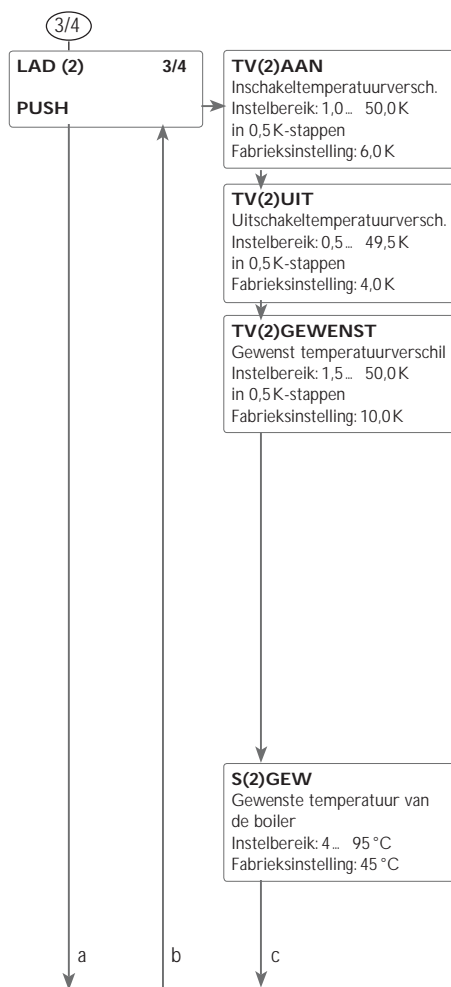 3/4
LAD (2) 3/4
PUSH
TV(2)AAN
Inschakeltemperatuurversch.
Instelbereik: 1,0... 50,0 K
in 0,5 K-stappen
Fabrieksinstelling: 6,0 K
TV(2)UIT
Uitschakeltemperatuurversch.
Instelbereik: 0,5... 49,5 K
in 0,5 K-stappen
Fabrieksinstelling: 4,0 K
TV(2)GEWENST
Gewenst temperatuurverschil
Instelbereik: 1,5... 50,0 K
in 0,5 K-stappen
Fabrieksinstelling: 10,0 K
S(2)GEW
Gewenste temperatuur van
de boiler
Instelbereik: 4... 95 °C
Fabrieksinstelling: 45 °C
a b c